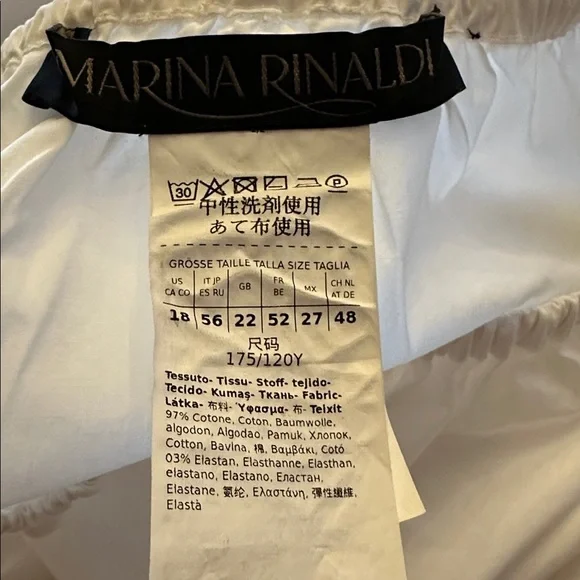 MARINA RINALDI
30
P
中性洗剤使用
あて布使用
GRÖSSE TAILLE TALLA SIZE TAGLIA
US CA CO IT JP ES RU GB FR BE MX CH NL AT DE
18 56 22 52 27 48
尺码
175/120Y
Tessuto- Tissu- Stoff- tejido-
Tecido- Kumaş- Ткань- Fabric-
Látka- 布料- Ύφασμα- 布- Teixit
97% Cotone, Coton, Baumwolle,
algodon, Algodao, Pamuk, Хлопок,
Cotton, Bavlna, 棉, Βαμβάκι, Cotó
03% Elastan, Elasthanne, Elasthan,
elastano, Elastano, Еластан,
Elastane, 氨纶, Ελαστάνη, 彈性纖維,
Elastà